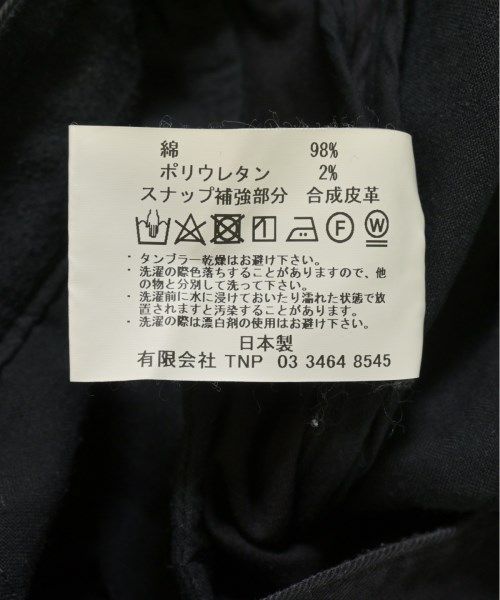 綿 98%
ポリウレタン 2%
スナップ補強部分 合成皮革
F W
・タンブラー乾燥はお避け下さい。
・洗濯の際色落ちすることがありますので、他
の物と分別して洗って下さい。
・洗濯前に水に浸けておいたり濡れた状態で放
置されますと汚染することがあります。
・洗濯の際は漂白剤の使用はお避け下さい。
日本製
有限会社 TNP 03 3464 8545